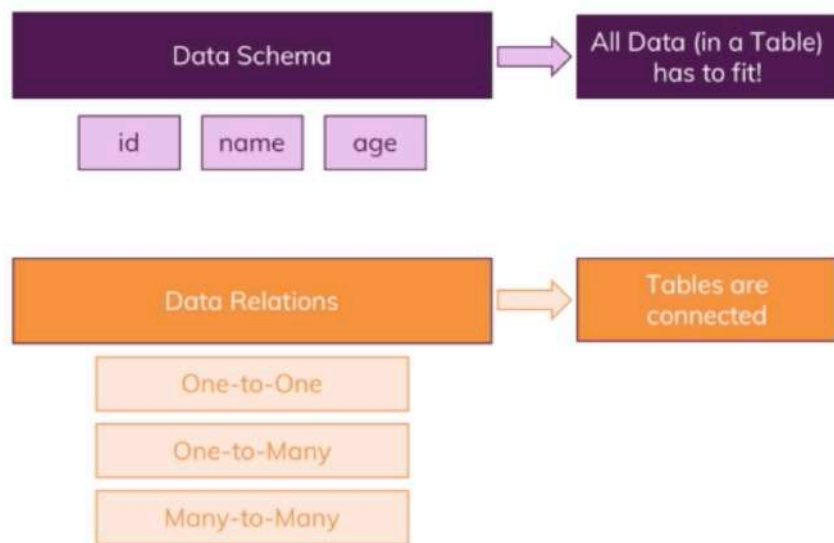 Data Schema
All Data (in a Table)
has to fit!
id
name
age
Data Relations
Tables are
connected
One-to-One
One-to-Many
Many-to-Many